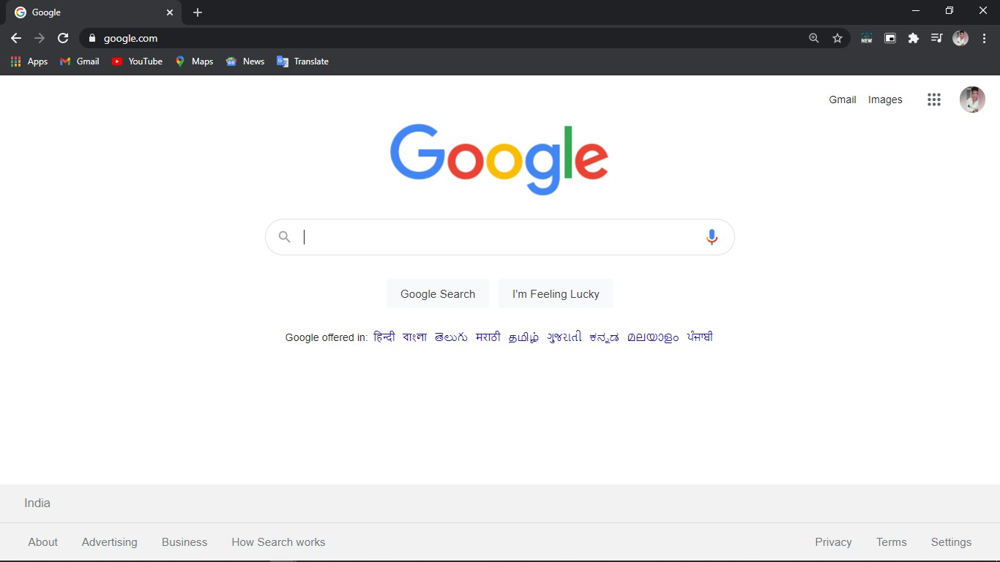 Google
google.com
NEW
Apps Gmail YouTube Maps News Translate
Gmail Images
Google
Google Search I'm Feeling Lucky
Google offered in: हिन्दी বাংলা తెలుగు मराठी தமிழ் ગુજરાતી ಕನ್ನಡ മലയാളം ਪੰਜਾਬੀ
India
About Advertising Business How Search works Privacy Terms Settings